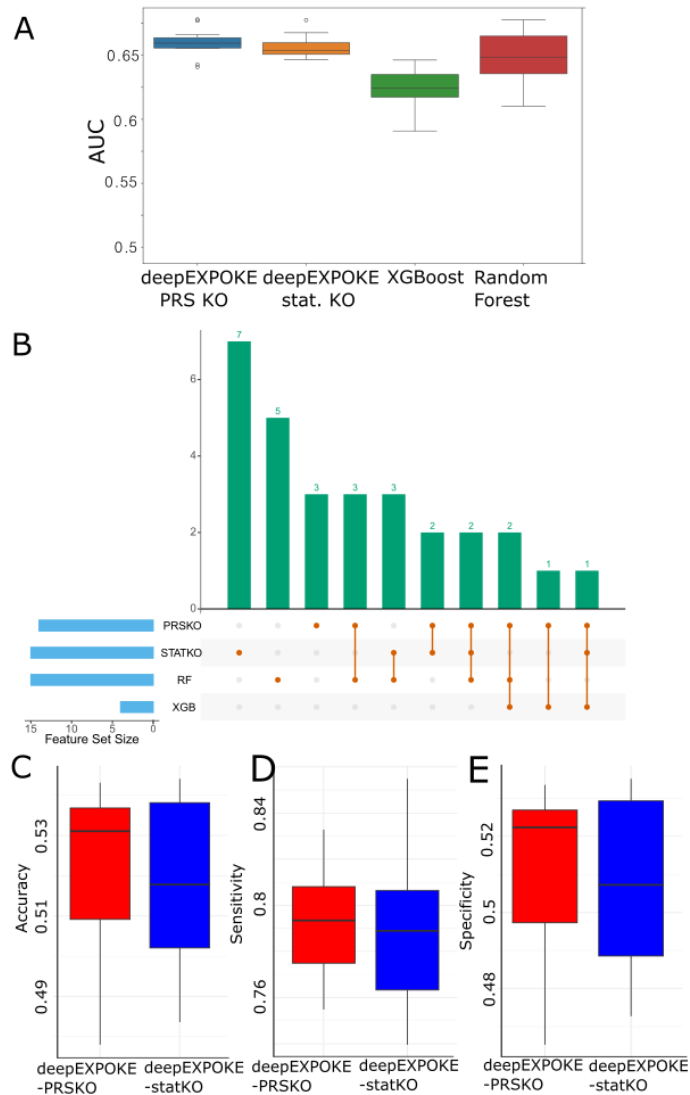 A
AUC
0.65
0.6
0.55
0.5
deepEXPOKE deepEXPOKE XGBoost Random
PRS KO stat. KO Forest
B
7
5
3 3 3
2 2 2
1 1
6
4
2
0
PRSKO
STATKO
RF
XGB
15 10 5 0
Feature Set Size
C D E
Accuracy
0.53
0.51
0.49
deepEXPOKE deepEXPOKE
-PRSKO -statKO
Sensitivity
0.84
0.8
0.76
deepEXPOKE deepEXPOKE
-PRSKO -statKO
Specificity
0.52
0.5
0.48
deepEXPOKE deepEXPOKE
-PRSKO -statKO